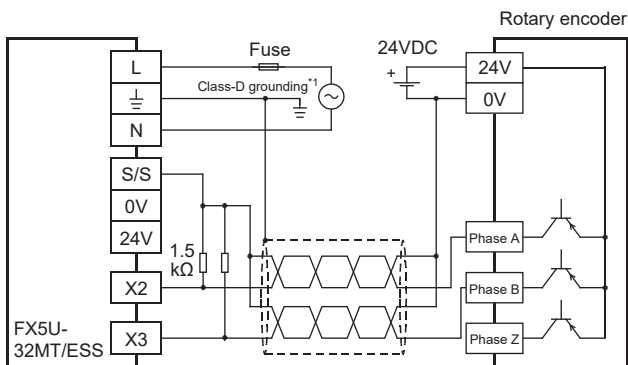 Rotary encoder
Fuse
24VDC
L
Class-D grounding*1
+
24V
0V
N
S/S
0V
24V
1.5
kΩ
Phase A
X2
Phase B
FX5U-
32MT/ESS
X3
Phase Z